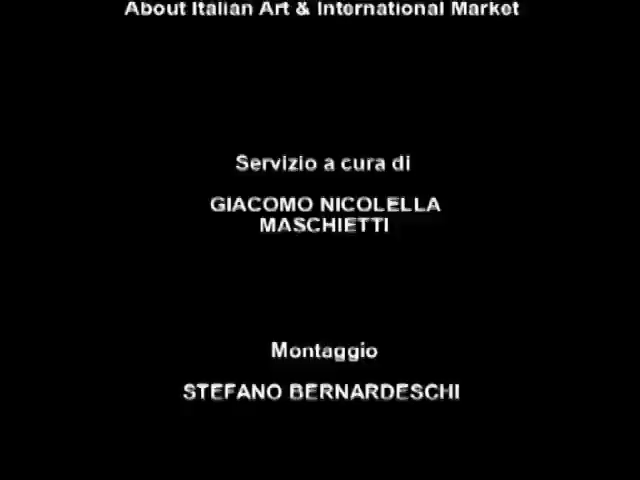 About Italian Art & International Market
Servizio a cura di
GIACOMO NICOLELLA
MASCHIETTI
Montaggio
STEFANO BERNARDESCHI